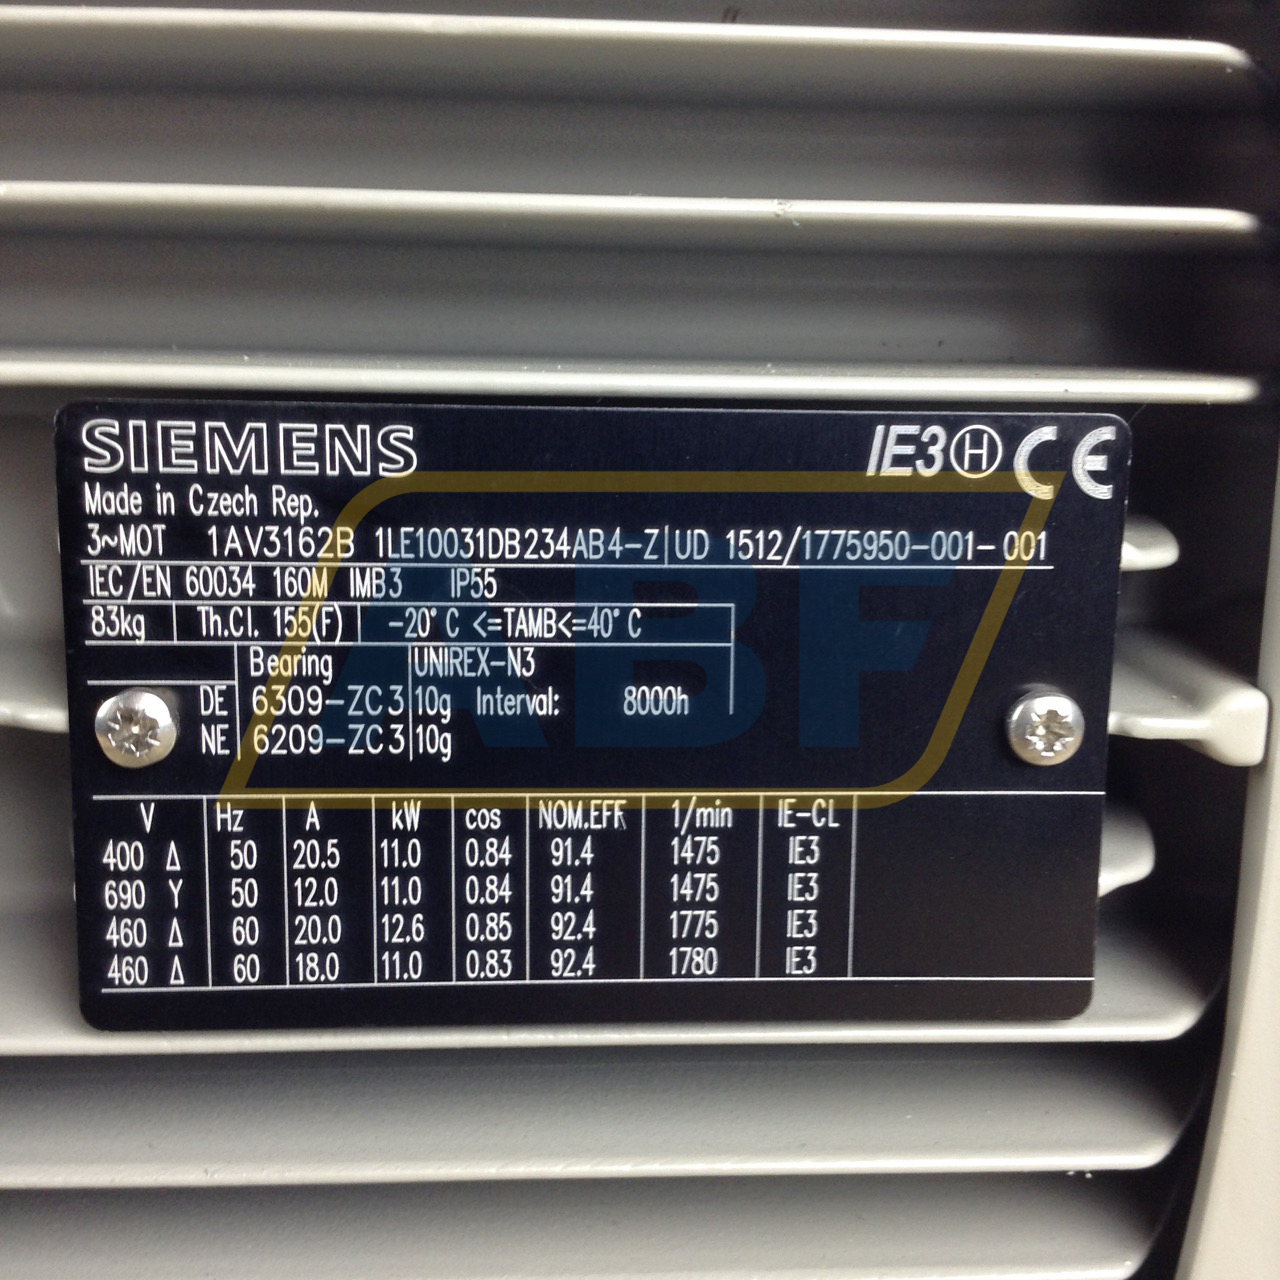 SIEMENS IE3 H CE
Made in Czech Rep.
3~MOT 1AV3162B 1LE10031DB234AB4-Z UD 1512/1775950-001-001
IEC/EN 60034 160M IMB3 IP55
83kg Th.Cl. 155(F) -20°C <=TAMB<=40°C
Bearing UNIREX-N3
DE 6309-ZC3 10g Interval: 8000h
NE 6209-ZC3 10g
V Hz A kW cos NOM.EFF 1/min IE-CL
400 Δ 50 20.5 11.0 0.84 91.4 1475 IE3
690 Y 50 12.0 11.0 0.84 91.4 1475 IE3
460 Δ 60 20.0 12.6 0.85 92.4 1775 IE3
460 Δ 60 18.0 11.0 0.83 92.4 1780 IE3
ABF